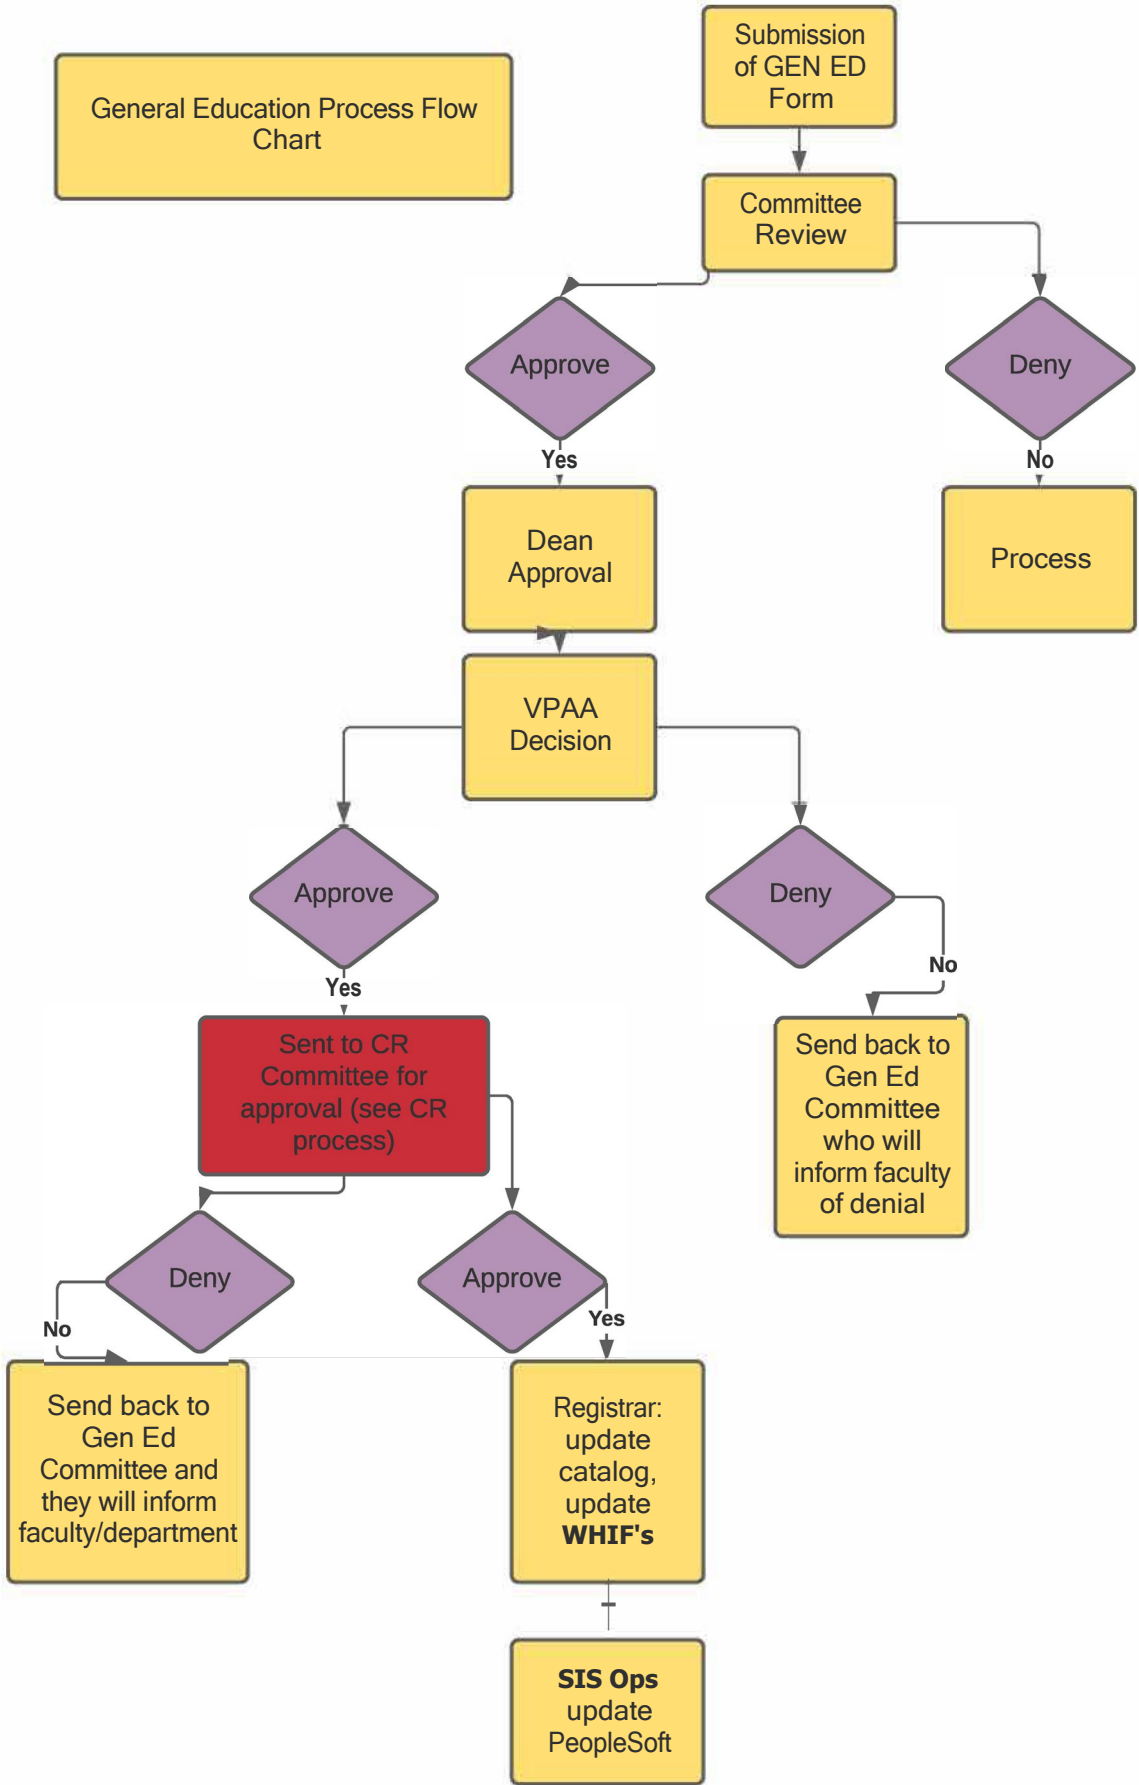 General Education Process Flow
Chart
Submission
of GEN ED
Form
Committee
Review
Approve
Deny
Yes
No
Dean
Approval
Process
VPAA
Decision
Approve
Deny
Yes
No
Sent to CR
Committee for
approval (see CR
process)
Send back to
Gen Ed
Committee
who will
inform faculty
of denial
Deny
Approve
No
Yes
Send back to
Gen Ed
Committee and
they will inform
faculty/department
Registrar:
update
catalog,
update
WHIF's
SIS Ops
update
PeopleSoft